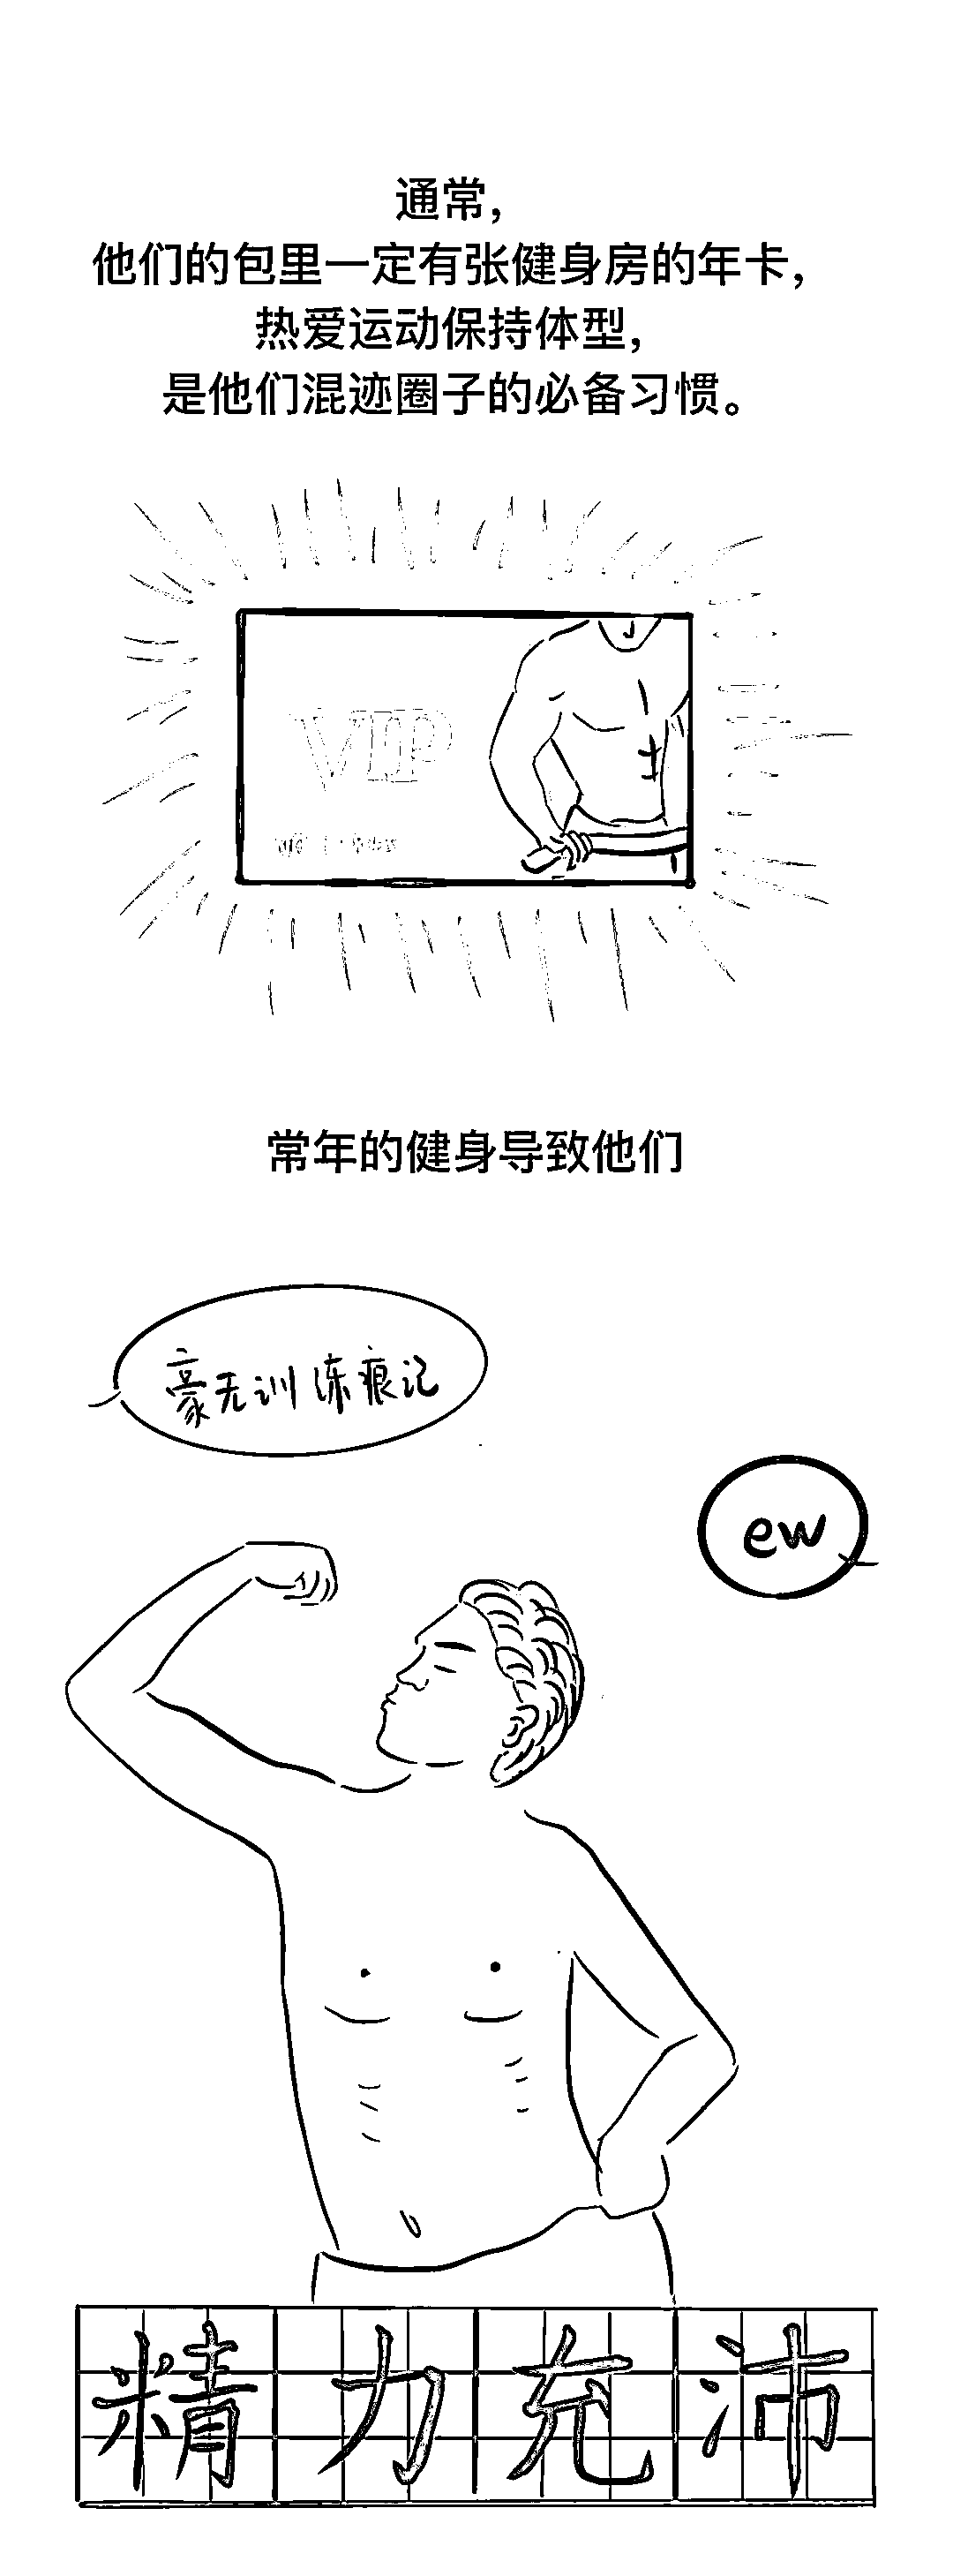 通常，
他们的包里一定有张健身房的年卡，
热爱运动保持体型，
是他们混迹圈子的必备习惯。
VIP
常年的健身导致他们
豪无训练痕记
ew
精力充沛